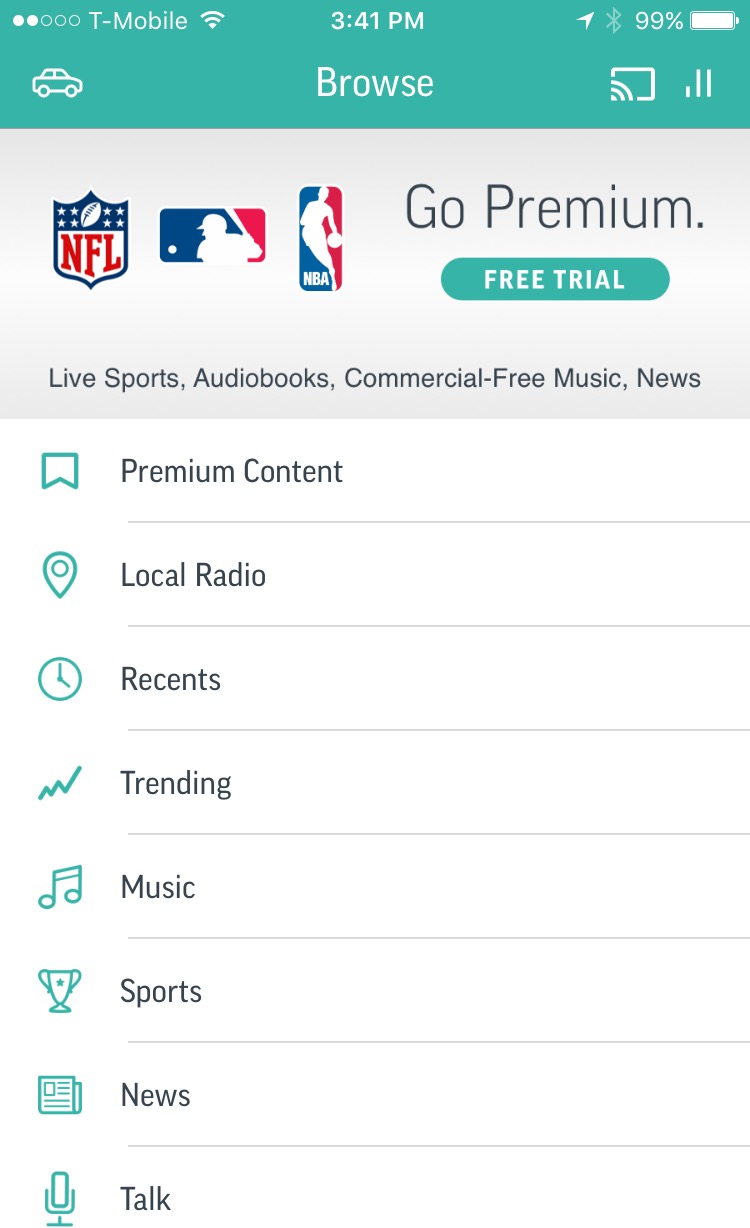 T-Mobile 3:41 PM 99%
Browse
NFL NBA Go Premium.
FREE TRIAL
Live Sports, Audiobooks, Commercial-Free Music, News
Premium Content
Local Radio
Recents
Trending
Music
Sports
News
Talk